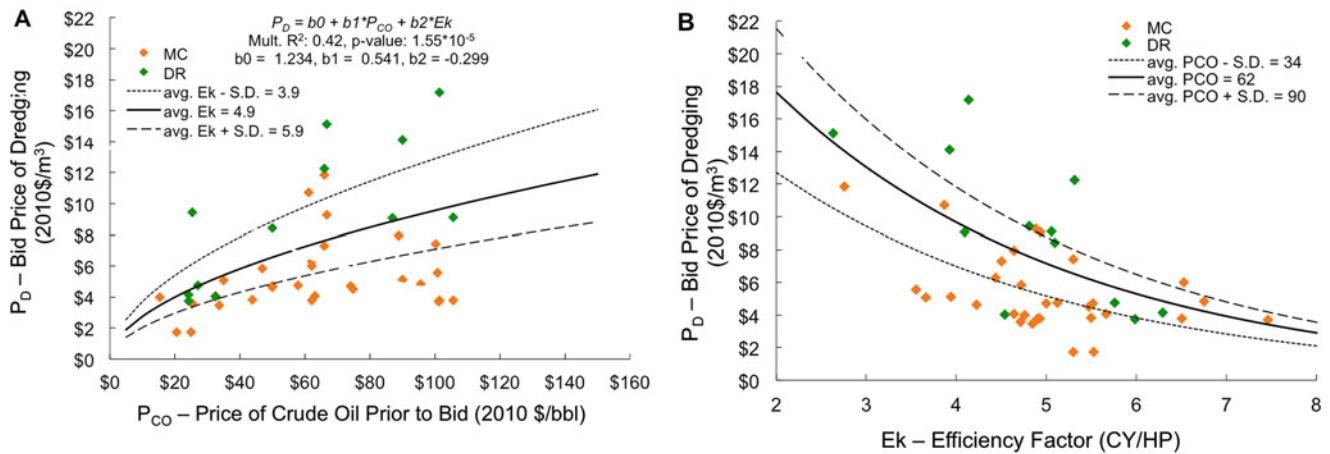 A
P_D = b0 + b1*P_CO + b2*Ek
Mult. R²: 0.42, p-value: 1.55*10⁻⁵
b0 = 1.234, b1 = 0.541, b2 = -0.299
MC
DR
avg. Ek - S.D. = 3.9
avg. Ek = 4.9
avg. Ek + S.D. = 5.9
$22
$20
$18
$16
$14
$12
$10
$8
$6
$4
$2
$0
P_D – Bid Price of Dredging
(2010$/m³)
$0 $20 $40 $60 $80 $100 $120 $140 $160
P_CO – Price of Crude Oil Prior to Bid (2010 $/bbl)
B
MC
DR
avg. PCO - S.D. = 34
avg. PCO = 62
avg. PCO + S.D. = 90
$22
$20
$18
$16
$14
$12
$10
$8
$6
$4
$2
$0
P_D – Bid Price of Dredging
(2010$/m³)
2 3 4 5 6 7 8
Ek – Efficiency Factor (CY/HP)